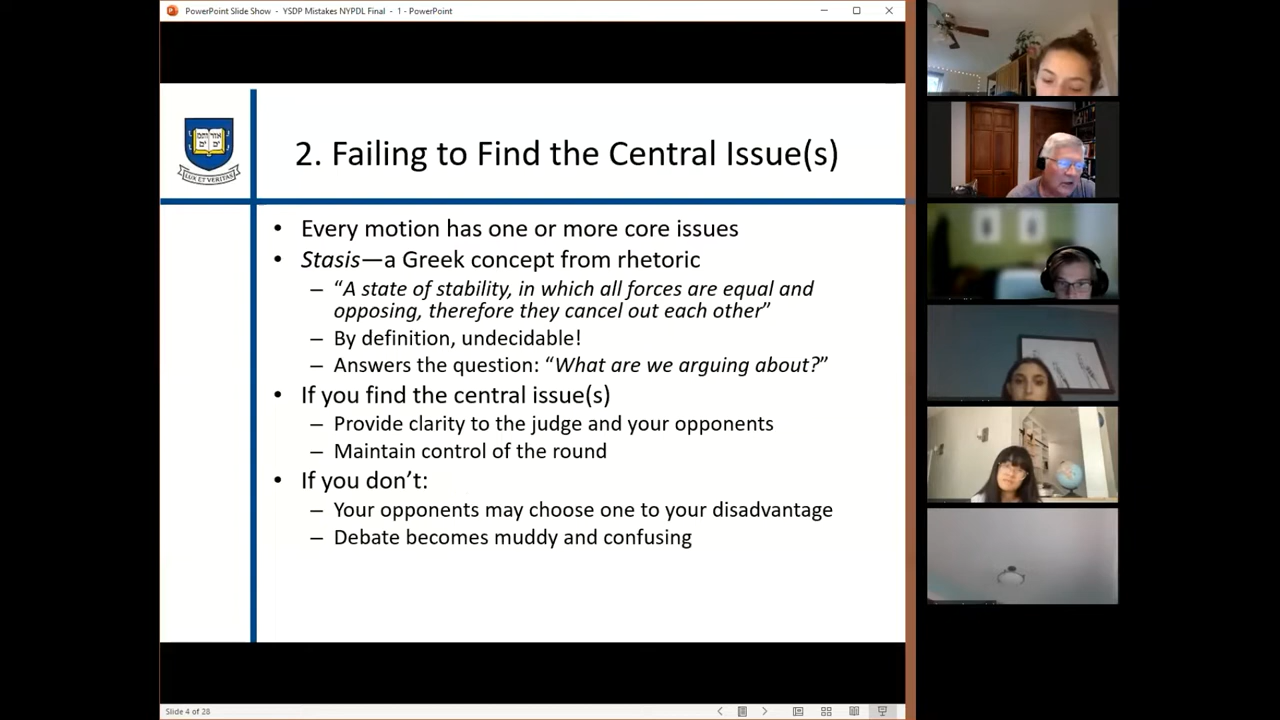 PowerPoint Slide Show - YSDP Mistakes NYPDL Final - 1 - PowerPoint
LUX ET VERITAS
2. Failing to Find the Central Issue(s)
• Every motion has one or more core issues
• Stasis—a Greek concept from rhetoric
– “A state of stability, in which all forces are equal and
opposing, therefore they cancel out each other”
– By definition, undecidable!
– Answers the question: “What are we arguing about?”
• If you find the central issue(s)
– Provide clarity to the judge and your opponents
– Maintain control of the round
• If you don’t:
– Your opponents may choose one to your disadvantage
– Debate becomes muddy and confusing
Slide 4 of 28